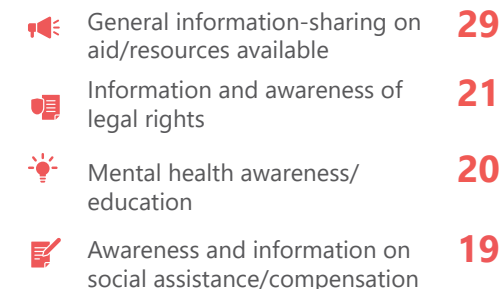 General information-sharing on 29
aid/resources available
Information and awareness of 21
legal rights
Mental health awareness/ 20
education
Awareness and information on 19
social assistance/compensation